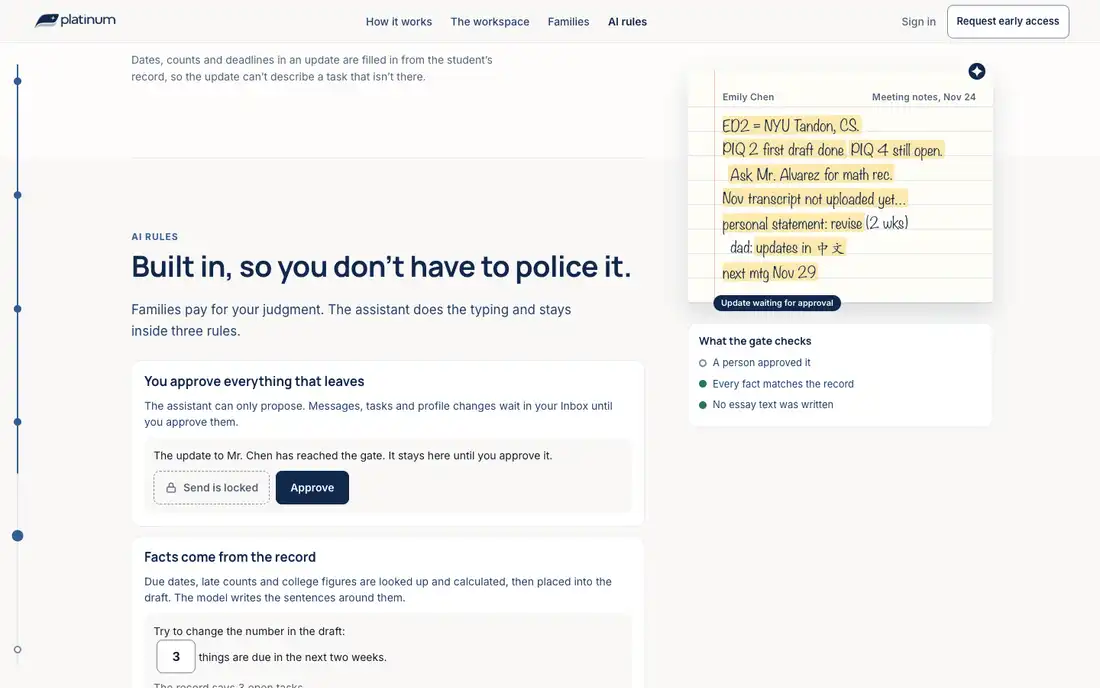 platinum
How it works
The workspace
Families
AI rules
Sign in
Request early access
Dates, counts and deadlines in an update are filled in from the student's
record, so the update can't describe a task that isn't there.
AI RULES
Built in, so you don't have to police it.
Families pay for your judgment. The assistant does the typing and stays
inside three rules.
You approve everything that leaves
The assistant can only propose. Messages, tasks and profile changes wait in your Inbox until
you approve them.
The update to Mr. Chen has reached the gate. It stays here until you approve it.
Send is locked
Approve
Facts come from the record
Due dates, late counts and college figures are looked up and calculated, then placed into the
draft. The model writes the sentences around them.
Try to change the number in the draft:
3 things are due in the next two weeks.
The record says 3 open tasks.
Emily Chen
Meeting notes, Nov 24
ED2 = NYU Tandon, CS.
PIQ 2 first draft done PIQ 4 still open.
Ask Mr. Alvarez for math rec.
Nov transcript not uploaded yet...
personal statement: revise (2 wks)
dad: updates in 中文
next mtg Nov 29
Update waiting for approval
What the gate checks
A person approved it
Every fact matches the record
No essay text was written